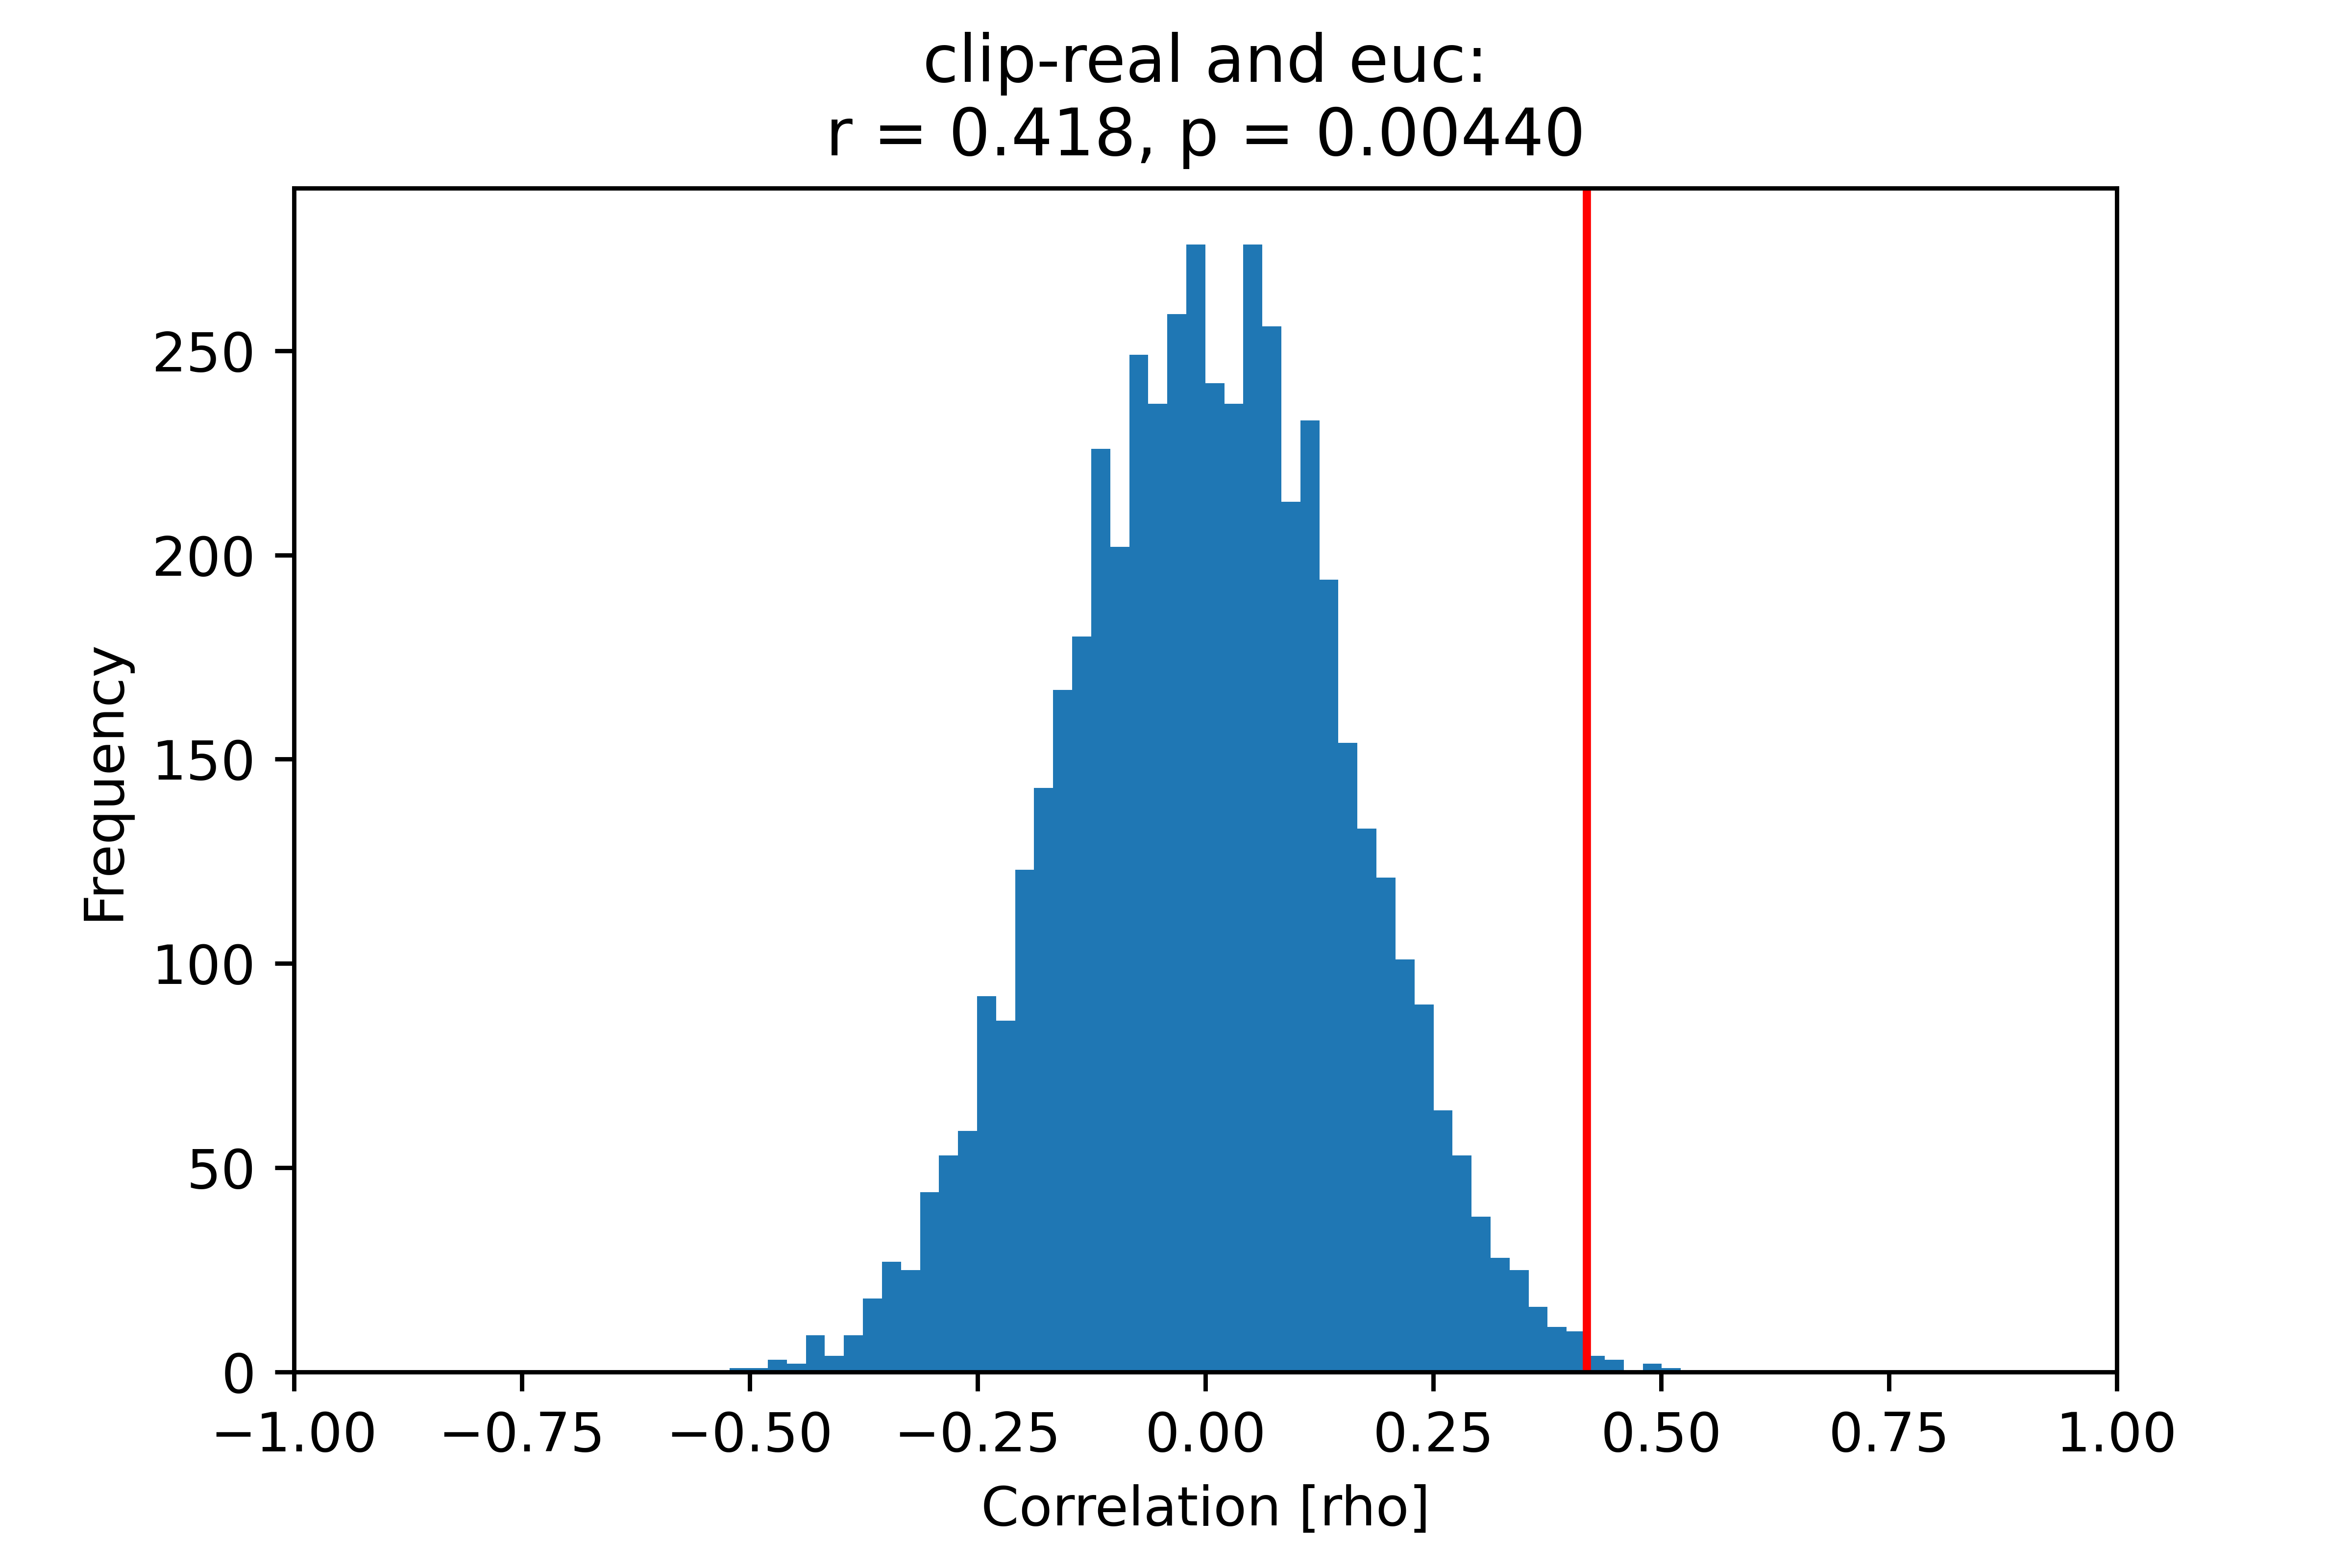 clip-real and euc:
r = 0.418, p = 0.00440
Frequency
250
200
150
100
50
0
−1.00 −0.75 −0.50 −0.25 0.00 0.25 0.50 0.75 1.00
Correlation [rho]